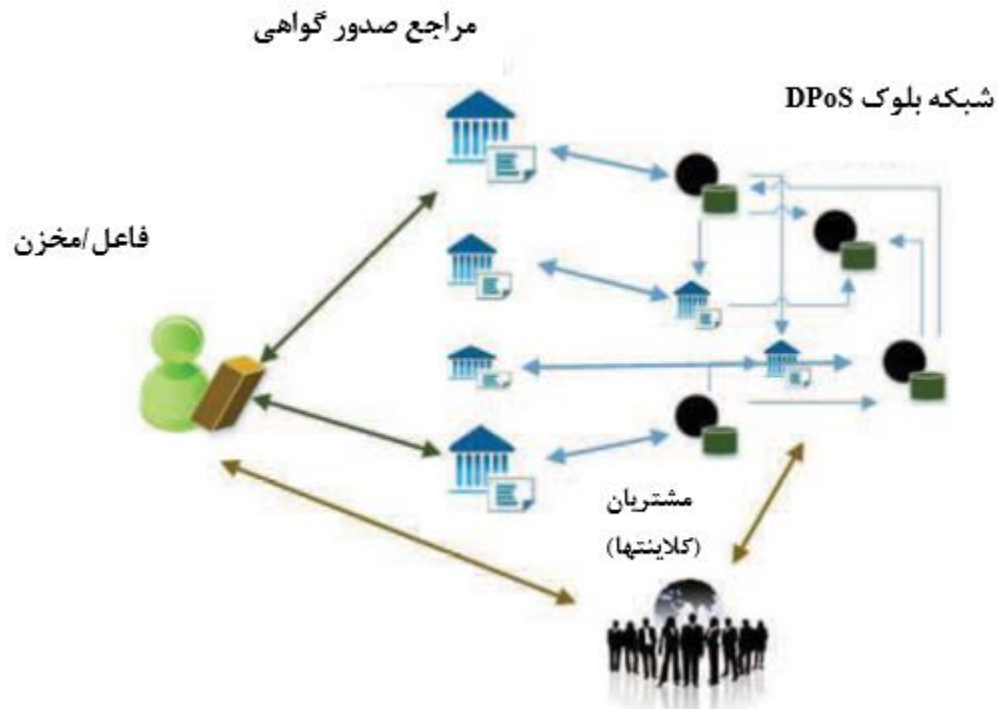 مراجع صدور گواهی
شبکه بلوک DPoS
فاعل/مخزن
مشتریان
(کلاینتها)